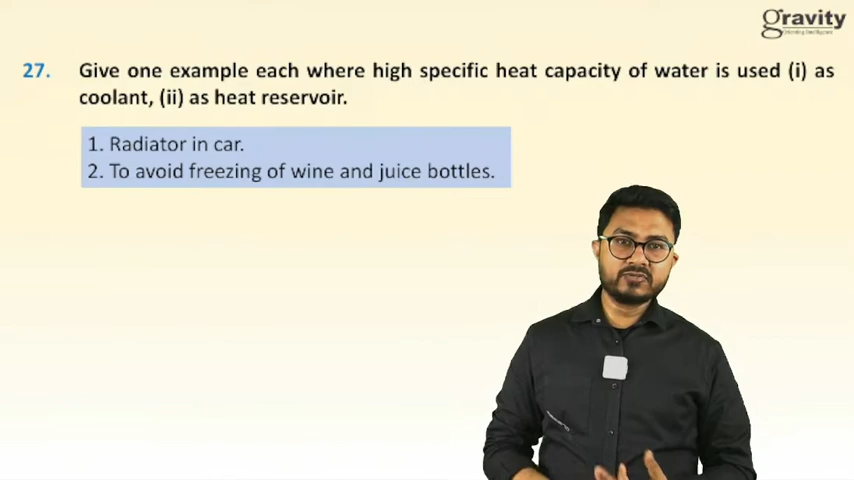 gravity
27. Give one example each where high specific heat capacity of water is used (i) as
coolant, (ii) as heat reservoir.
1. Radiator in car.
2. To avoid freezing of wine and juice bottles.